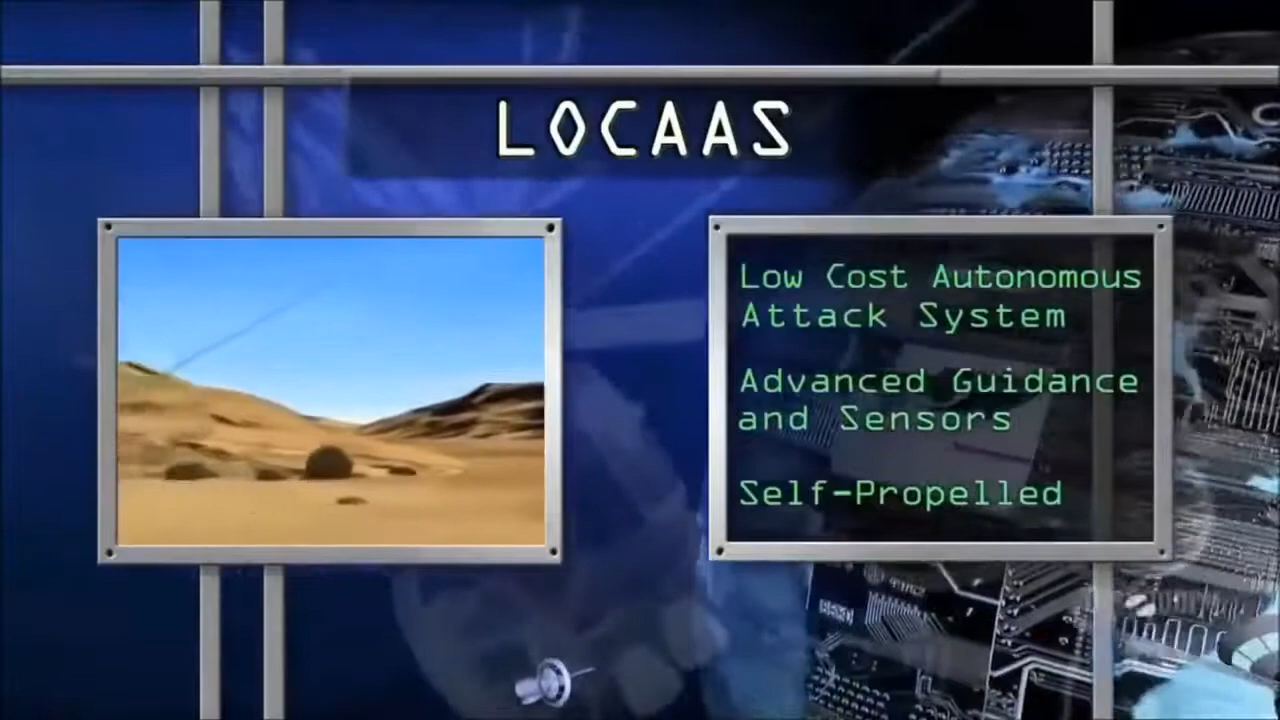 LOCAAS
Low Cost Autonomous
Attack System
Advanced Guidance
and Sensors
Self-Propelled